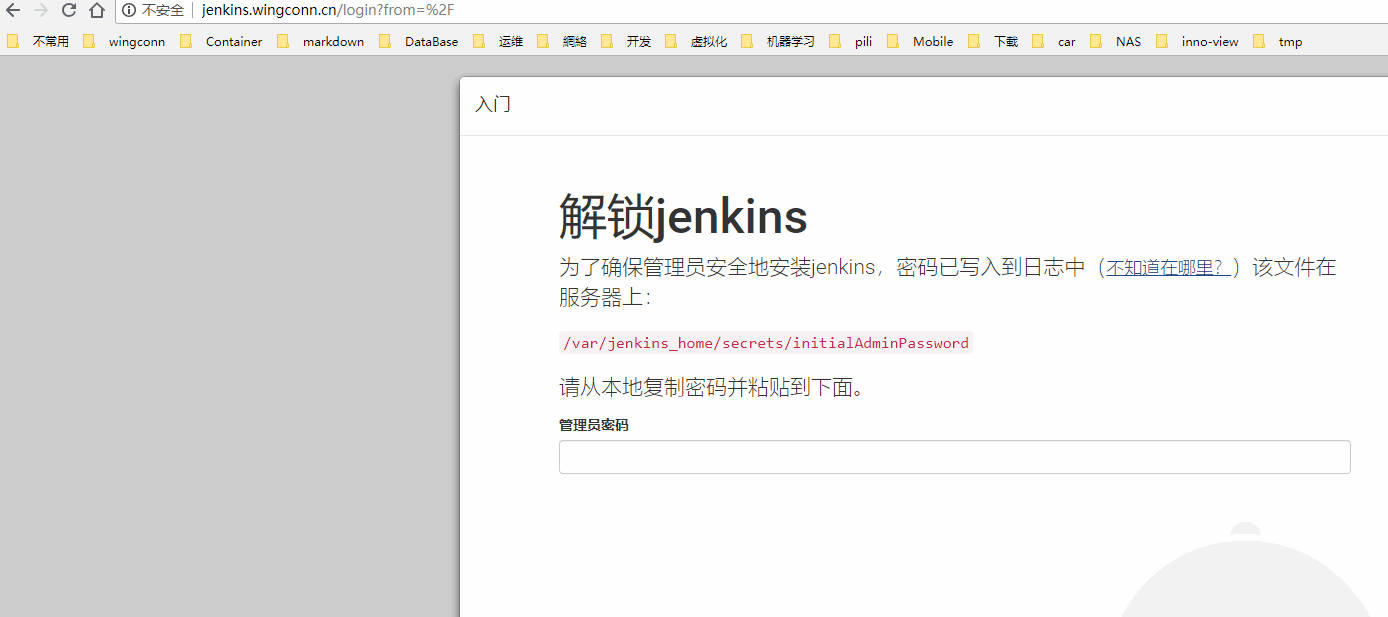 不安全 jenkins.wingconn.cn/login?from=%2F
不常用 wingconn Container markdown DataBase 运维 網絡 开发 虚拟化 机器学习 pili Mobile 下載 car NAS inno-view tmp
入门
解锁jenkins
为了确保管理员安全地安装jenkins，密码已写入到日志中（不知道在哪里？）该文件在
服务器上：
/var/jenkins_home/secrets/initialAdminPassword
请从本地复制密码并粘贴到下面。
管理员密码